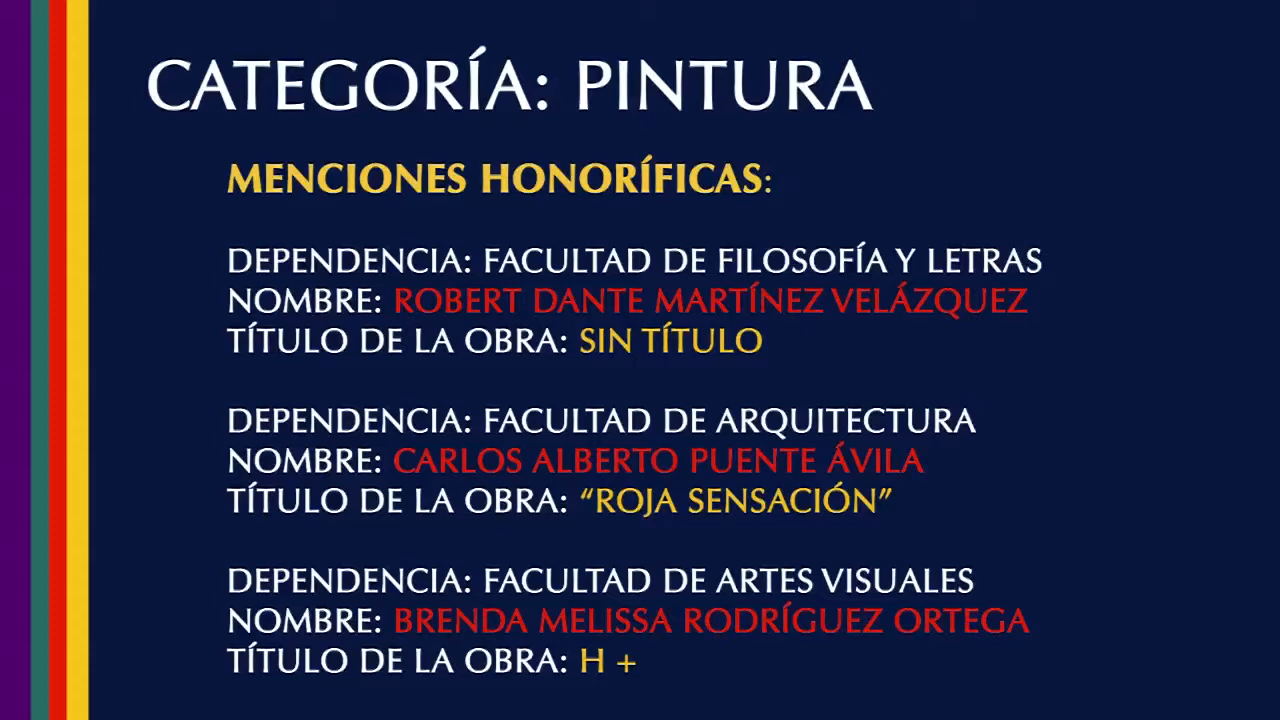 CATEGORÍA: PINTURA
MENCIONES HONORÍFICAS:
DEPENDENCIA: FACULTAD DE FILOSOFÍA Y LETRAS
NOMBRE: ROBERT DANTE MARTÍNEZ VELÁZQUEZ
TÍTULO DE LA OBRA: SIN TÍTULO
DEPENDENCIA: FACULTAD DE ARQUITECTURA
NOMBRE: CARLOS ALBERTO PUENTE ÁVILA
TÍTULO DE LA OBRA: “ROJA SENSACIÓN”
DEPENDENCIA: FACULTAD DE ARTES VISUALES
NOMBRE: BRENDA MELISSA RODRÍGUEZ ORTEGA
TÍTULO DE LA OBRA: H +